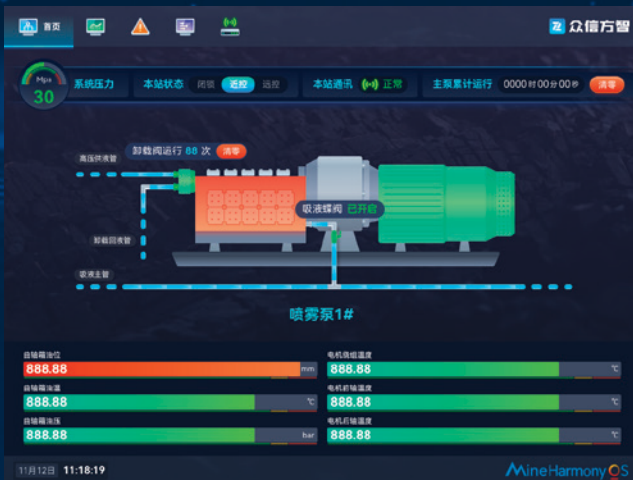 首页
众信方智
Mpa
30
系统压力
本站状态 闭锁 近控 远控
本站通讯 正常
主泵累计运行 0000时00分00秒 清零
卸载阀运行 88 次 清零
高压供液管
吸液蝶阀 已开启
卸载回液管
吸液主管
喷雾泵1#
曲轴箱油位
888.88 mm
电机绕组温度
888.88 ℃
曲轴箱油温
888.88 ℃
电机前轴温度
888.88 ℃
曲轴箱油压
888.88 bar
电机后轴温度
888.88 ℃
11月12日 11:18:19
MineHarmony OS